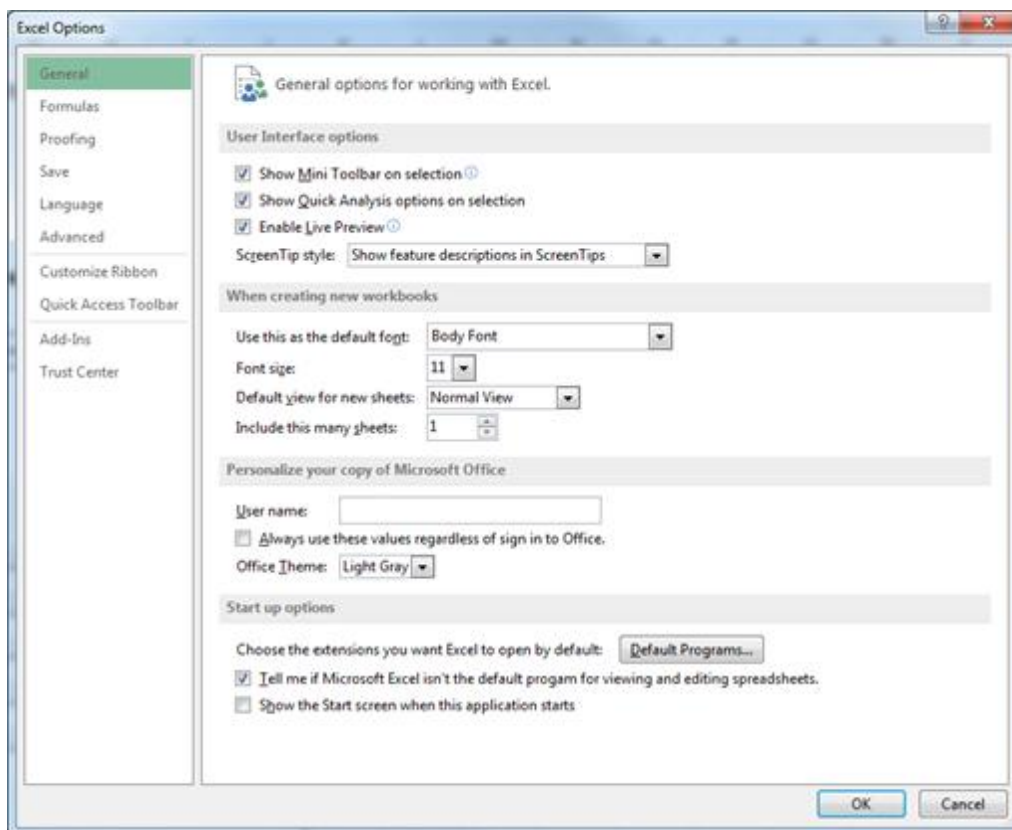 Excel Options
General
Formulas
Proofing
Save
Language
Advanced
Customize Ribbon
Quick Access Toolbar
Add-Ins
Trust Center
General options for working with Excel.
User Interface options
Show Mini Toolbar on selection
Show Quick Analysis options on selection
Enable Live Preview
ScreenTip style: Show feature descriptions in ScreenTips
When creating new workbooks
Use this as the default font: Body Font
Font size: 11
Default view for new sheets: Normal View
Include this many sheets: 1
Personalize your copy of Microsoft Office
User name:
Always use these values regardless of sign in to Office.
Office Theme: Light Gray
Start up options
Choose the extensions you want Excel to open by default: Default Programs...
Tell me if Microsoft Excel isn't the default progam for viewing and editing spreadsheets.
Show the Start screen when this application starts
OK Cancel